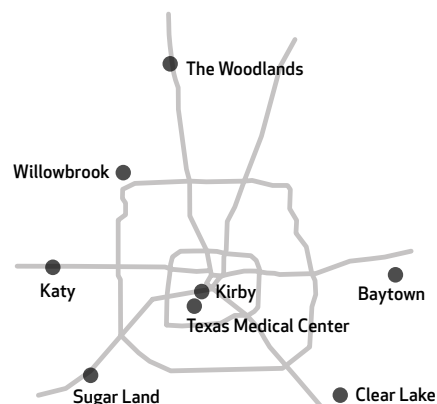 The Woodlands
Willowbrook
Katy
Kirby
Baytown
Texas Medical Center
Sugar Land
Clear Lake